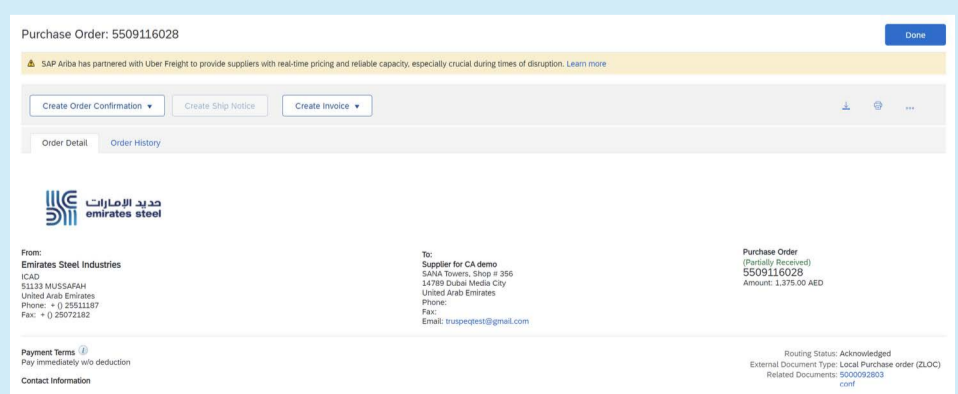 Purchase Order: 5509116028
Done
SAP Ariba has partnered with Uber Freight to provide suppliers with real-time pricing and reliable capacity, especially crucial during times of disruption. Learn more
Create Order Confirmation
Create Ship Notice
Create Invoice
...
Order Detail
Order History
حديد الإمارات
emirates steel
From:
Emirates Steel Industries
ICAD
51133 MUSSAFAH
United Arab Emirates
Phone: + () 25511187
Fax: + () 25072182
To:
Supplier for CA demo
SANA Towers, Shop # 356
14789 Dubai Media City
United Arab Emirates
Phone:
Fax:
Email: truspeqtest@gmail.com
Purchase Order
(Partially Received)
5509116028
Amount: 1,375.00 AED
Payment Terms
Pay immediately w/o deduction
Contact Information
Routing Status: Acknowledged
External Document Type: Local Purchase order (ZLOC)
Related Documents: 5000092803
conf